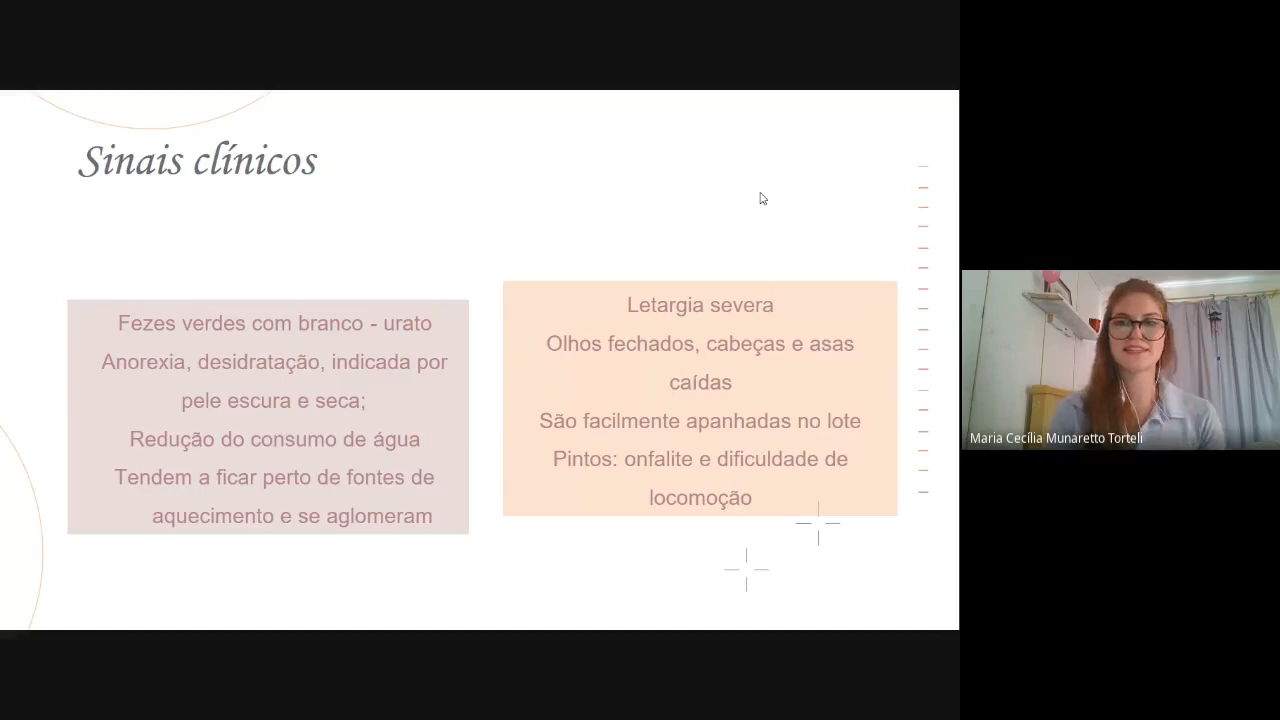 Sinais clínicos
Fezes verdes com branco - urato
Anorexia, desidratação, indicada por
pele escura e seca;
Redução do consumo de água
Tendem a ficar perto de fontes de
aquecimento e se aglomeram
Letargia severa
Olhos fechados, cabeças e asas
caídas
São facilmente apanhadas no lote
Pintos: onfalite e dificuldade de
locomoção
Maria Cecília Munaretto Torteli